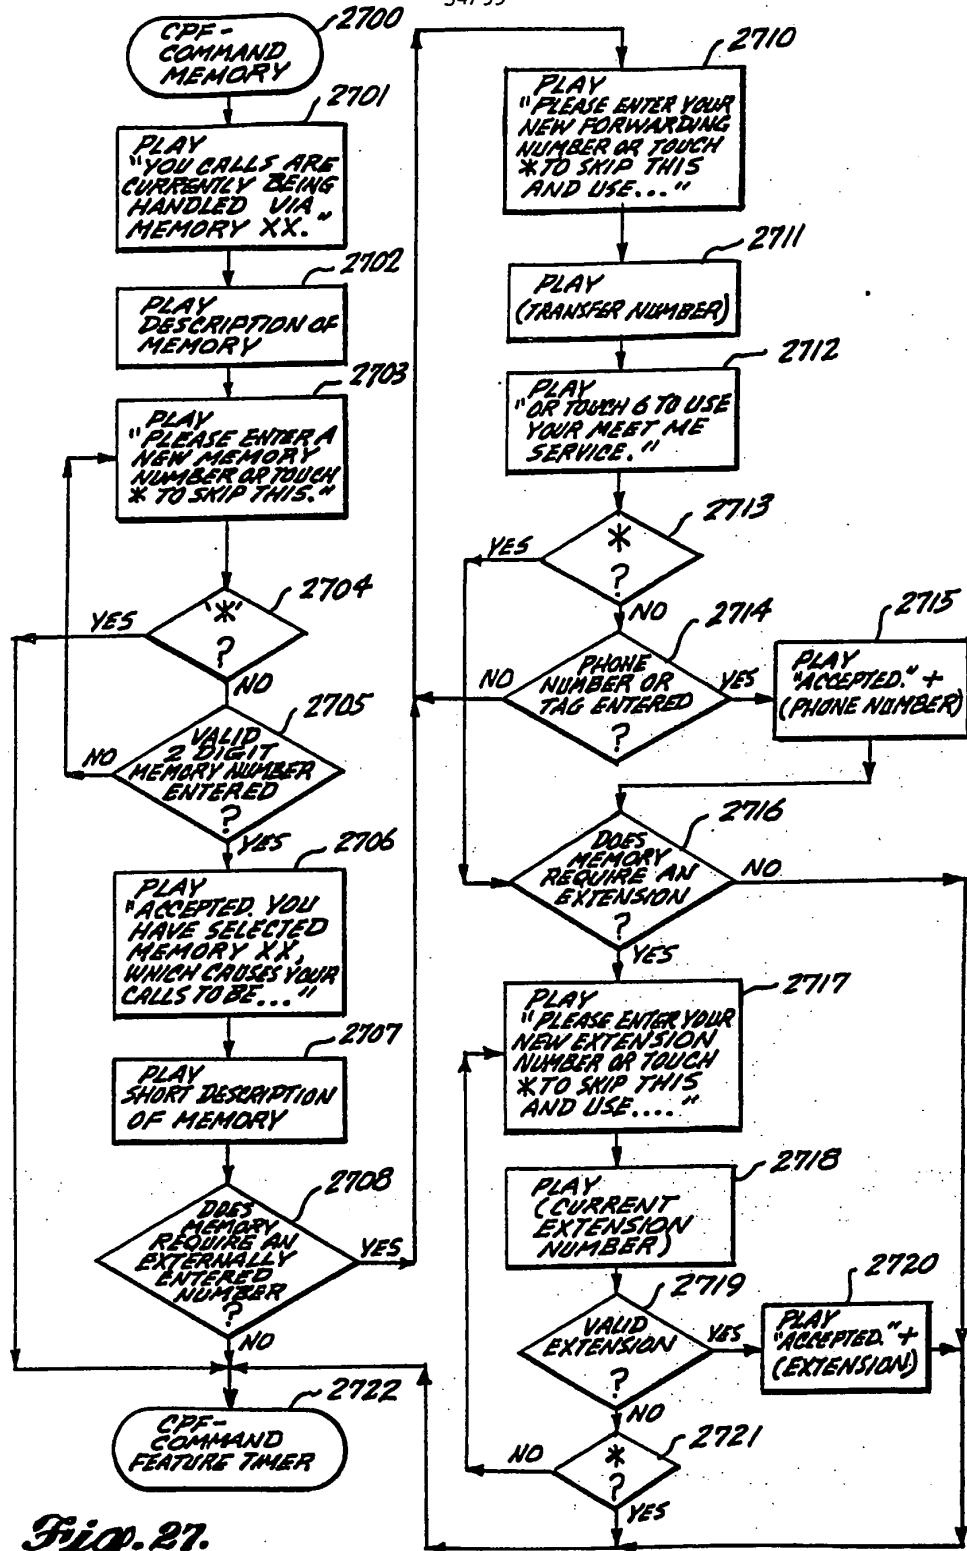 2700
CPF-
COMMAND
MEMORY
2701
PLAY
"YOU CALLS ARE
CURRENTLY BEING
HANDLED VIA
MEMORY XX."
2702
PLAY
DESCRIPTION OF
MEMORY
2703
PLAY
"PLEASE ENTER A
NEW MEMORY
NUMBER OR TOUCH
* TO SKIP THIS."
2704
'*'
?
YES
NO
2705
VALID
2 DIGIT
MEMORY NUMBER
ENTERED
?
NO
YES
2706
PLAY
"ACCEPTED. YOU
HAVE SELECTED
MEMORY XX,
WHICH CAUSES YOUR
CALLS TO BE..."
2707
PLAY
SHORT DESCRIPTION
OF MEMORY
2708
DOES
MEMORY
REQUIRE AN
EXTERNALLY
ENTERED
NUMBER
?
YES
NO
2722
CPF-
COMMAND
FEATURE TIMER
2710
PLAY
"PLEASE ENTER YOUR
NEW FORWARDING
NUMBER OR TOUCH
* TO SKIP THIS
AND USE..."
2711
PLAY
(TRANSFER NUMBER)
2712
PLAY
"OR TOUCH 6 TO USE
YOUR MEET ME
SERVICE."
2713
*
?
YES
NO
2714
PHONE
NUMBER OR
TAG ENTERED
?
NO
YES
2715
PLAY
"ACCEPTED." +
(PHONE NUMBER)
2716
DOES
MEMORY
REQUIRE AN
EXTENSION
?
NO
YES
2717
PLAY
"PLEASE ENTER YOUR
NEW EXTENSION
NUMBER OR TOUCH
* TO SKIP THIS
AND USE...."
2718
PLAY
(CURRENT
EXTENSION
NUMBER)
2719
VALID
EXTENSION
?
YES
NO
2720
PLAY
"ACCEPTED." +
(EXTENSION)
2721
*
?
NO
YES
Fig. 27.